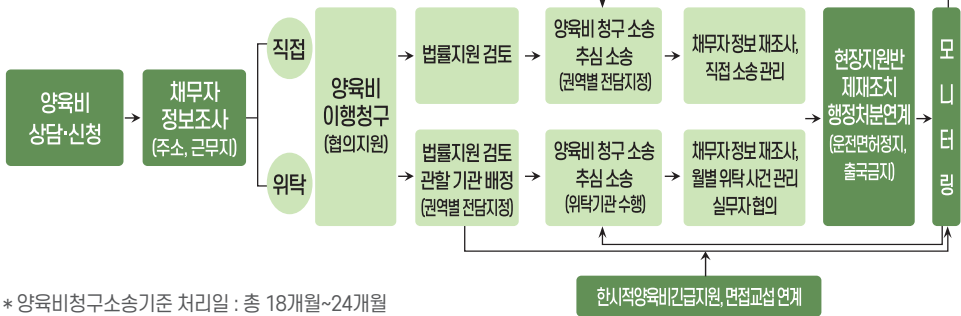 양육비
상담·신청
채무자
정보조사
(주소, 근무지)
직접
위탁
양육비
이행청구
(협의지원)
법률지원 검토
양육비 청구 소송
추심 소송
(권역별 전담지정)
채무자 정보 재조사,
직접 소송 관리
법률지원 검토
관할 기관 배정
(권역별 전담지정)
양육비 청구 소송
추심 소송
(위탁기관 수행)
채무자 정보 재조사,
월별 위탁 사건 관리
실무자 협의
현장지원반
제재조치
행정처분연계
(운전면허정지,
출국금지)
모
니
터
링
한시적양육비긴급지원, 면접교섭 연계
* 양육비청구소송기준 처리일 : 총 18개월~24개월